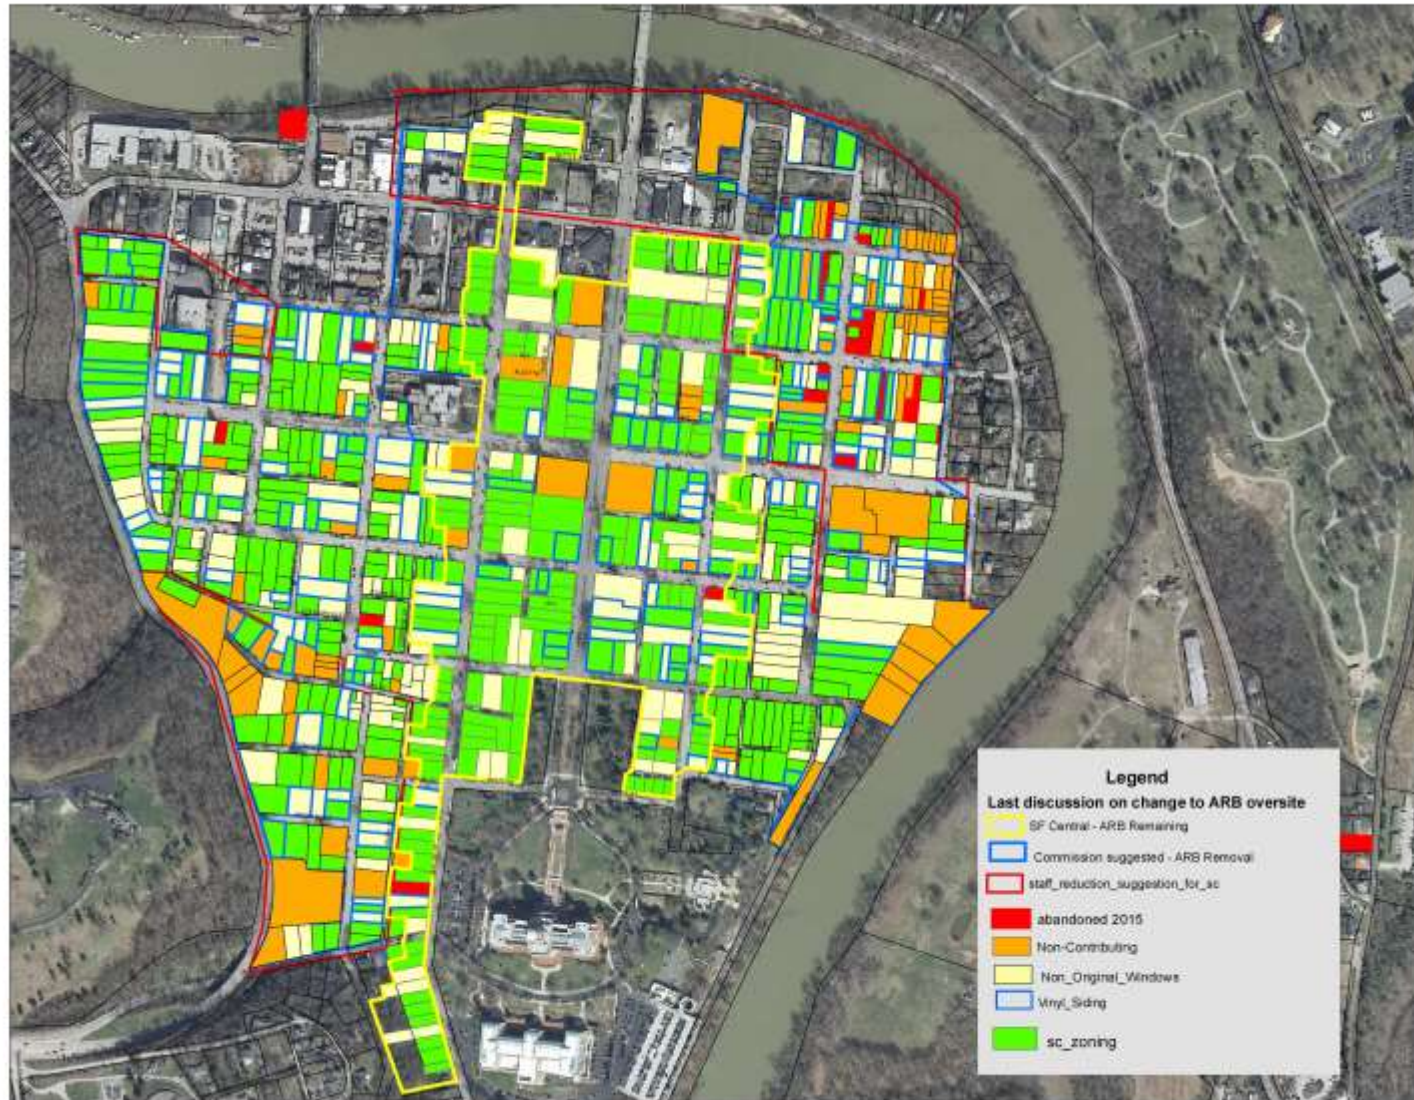 Legend
Last discussion on change to ARB oversite
SF Central - ARB Remaining
Commission suggested - ARB Removal
staff_reduction_suggestion_for_sc
abandoned 2015
Non-Contributing
Non_Original_Windows
Vinyl_Siding
sc_zoning